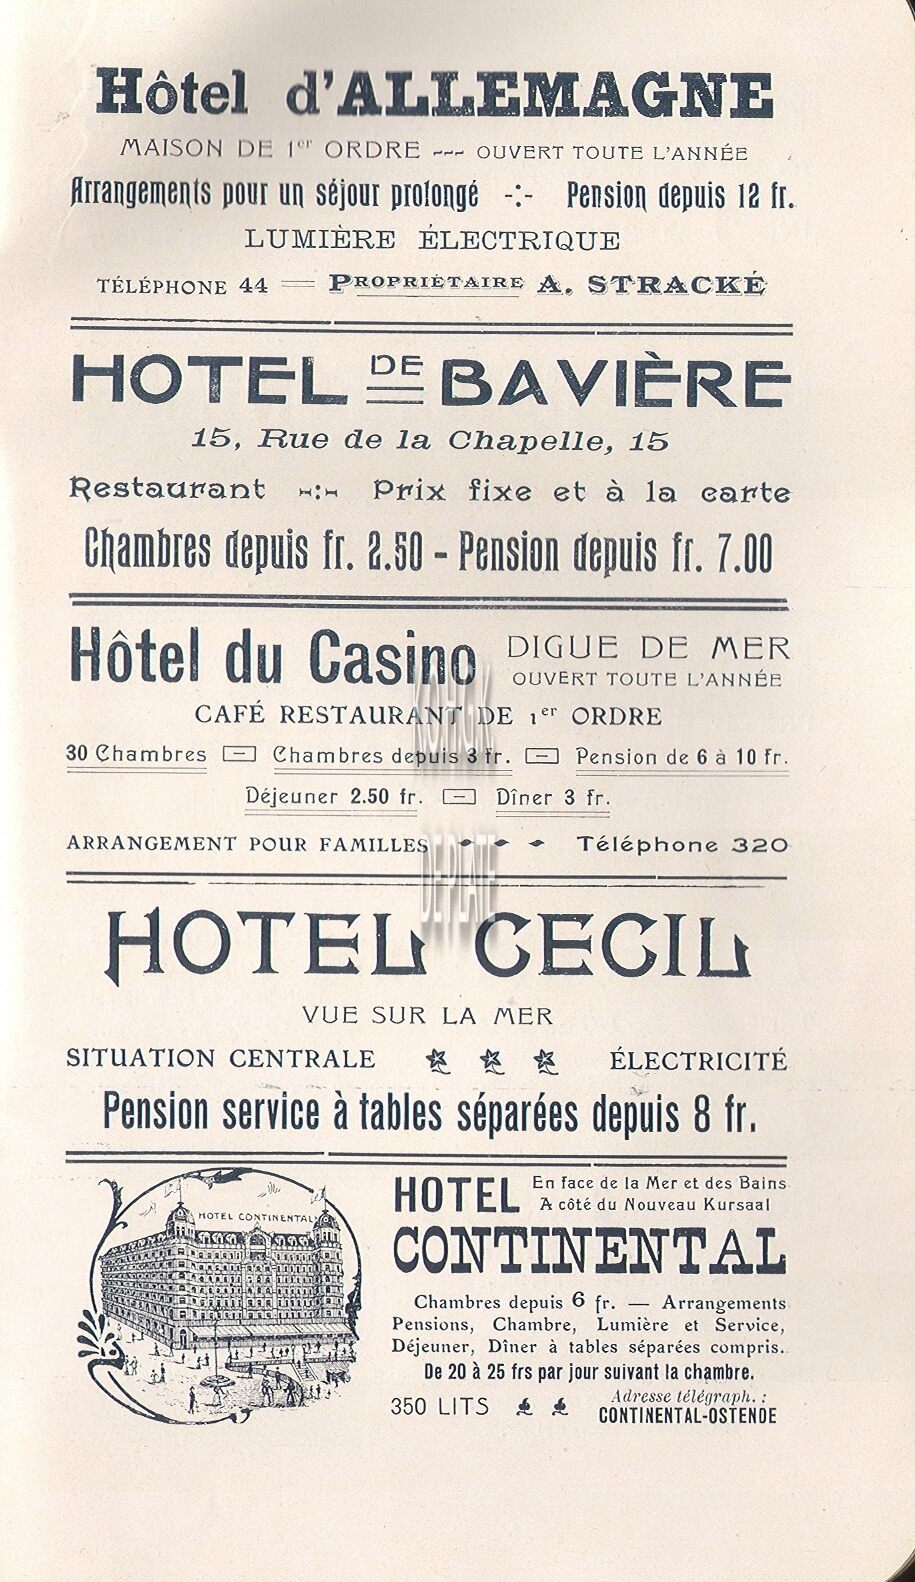 Hôtel d'ALLEMAGNE
MAISON DE 1er ORDRE --- OUVERT TOUTE L'ANNÉE
Arrangements pour un séjour prolongé -:- Pension depuis 12 fr.
LUMIÈRE ÉLECTRIQUE
TÉLÉPHONE 44 — PROPRIÉTAIRE A. STRACKÉ
HOTEL DE BAVIÈRE
15, Rue de la Chapelle, 15
Restaurant -:- Prix fixe et à la carte
Chambres depuis fr. 2.50 - Pension depuis fr. 7.00
Hôtel du Casino DIGUE DE MER
OUVERT TOUTE L'ANNÉE
CAFÉ RESTAURANT DE 1er ORDRE
30 Chambres Chambres depuis 3 fr. Pension de 6 à 10 fr.
Déjeuner 2.50 fr. Dîner 3 fr.
ARRANGEMENT POUR FAMILLES Téléphone 320
KOHGK
DE PLATE
HOTEL CECIL
VUE SUR LA MER
SITUATION CENTRALE ÉLECTRICITÉ
Pension service à tables séparées depuis 8 fr.
HOTEL CONTINENTAL
HOTEL En face de la Mer et des Bains
A côté du Nouveau Kursaal
CONTINENTAL
Chambres depuis 6 fr. — Arrangements
Pensions, Chambre, Lumière et Service,
Déjeuner, Dîner à tables séparées compris.
De 20 à 25 frs par jour suivant la chambre.
350 LITS Adresse télégraph. :
CONTINENTAL-OSTENDE